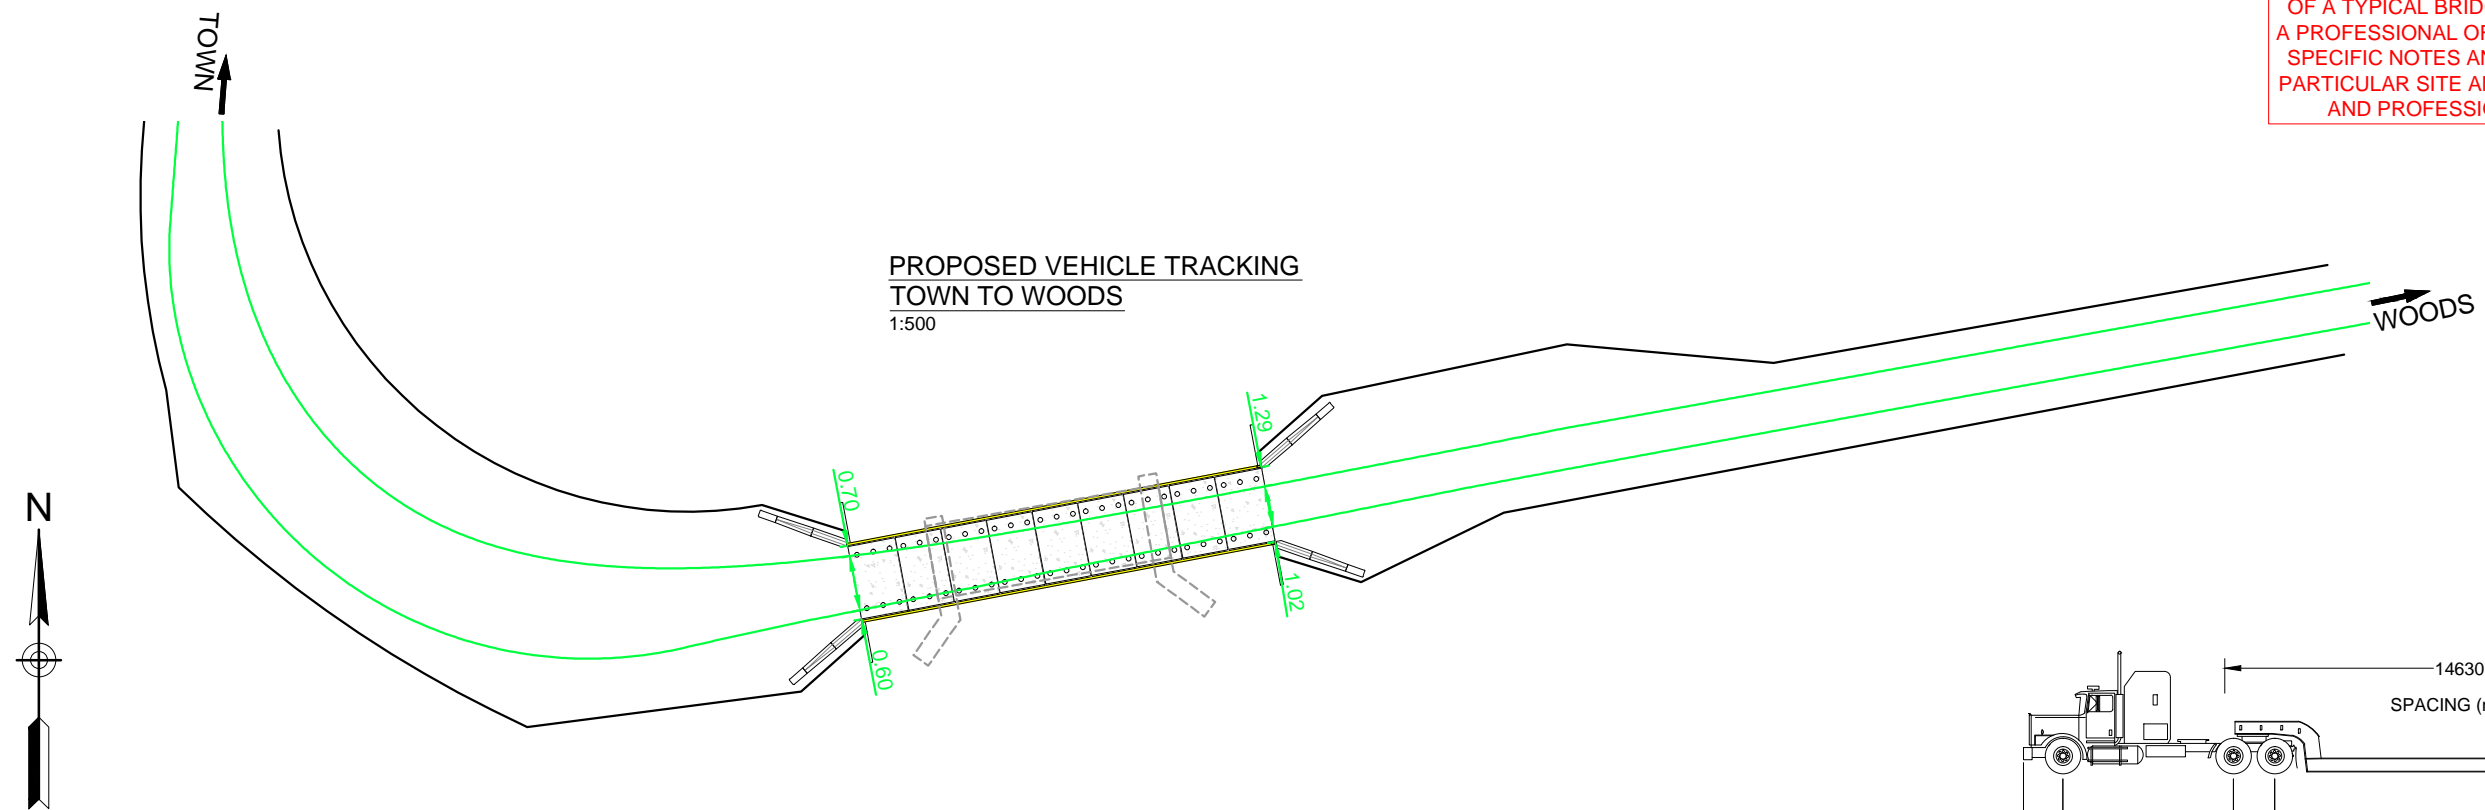 TOWN
OF A TYPICAL BRID
A PROFESSIONAL OR
SPECIFIC NOTES AN
PARTICULAR SITE AN
AND PROFESSIO
PROPOSED VEHICLE TRACKING
TOWN TO WOODS
1:500
WOODS
1.29
0.70
N
1.02
0.60
14630
SPACING (